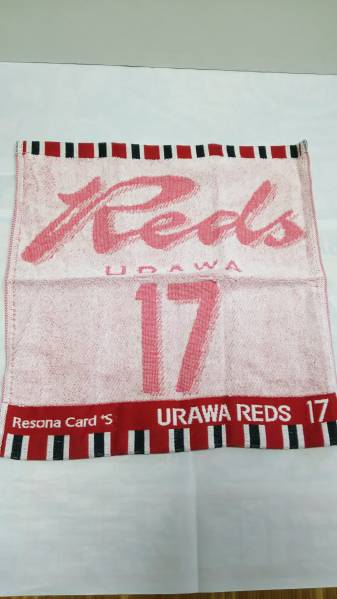 Reds
URAWA
17
Resona Card +S URAWA REDS 17